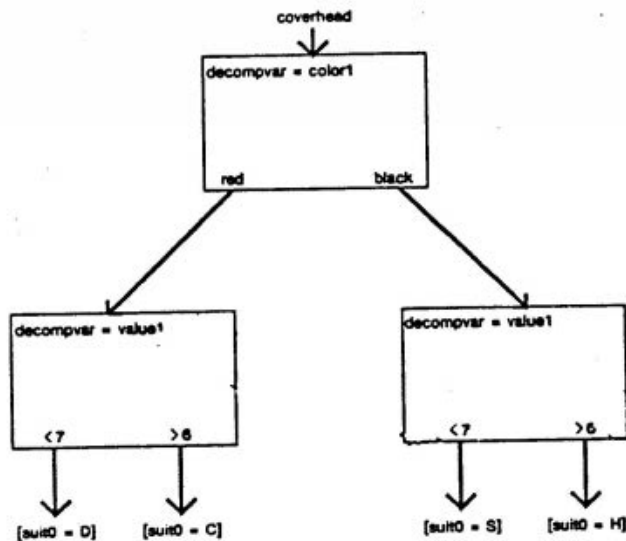 coverhead
decompvar = color1
red black
decompvar = value1
decompvar = value1
<7 >6
<7 >6
[suit0 = D] [suit0 = C]
[suit0 = S] [suit0 = H]